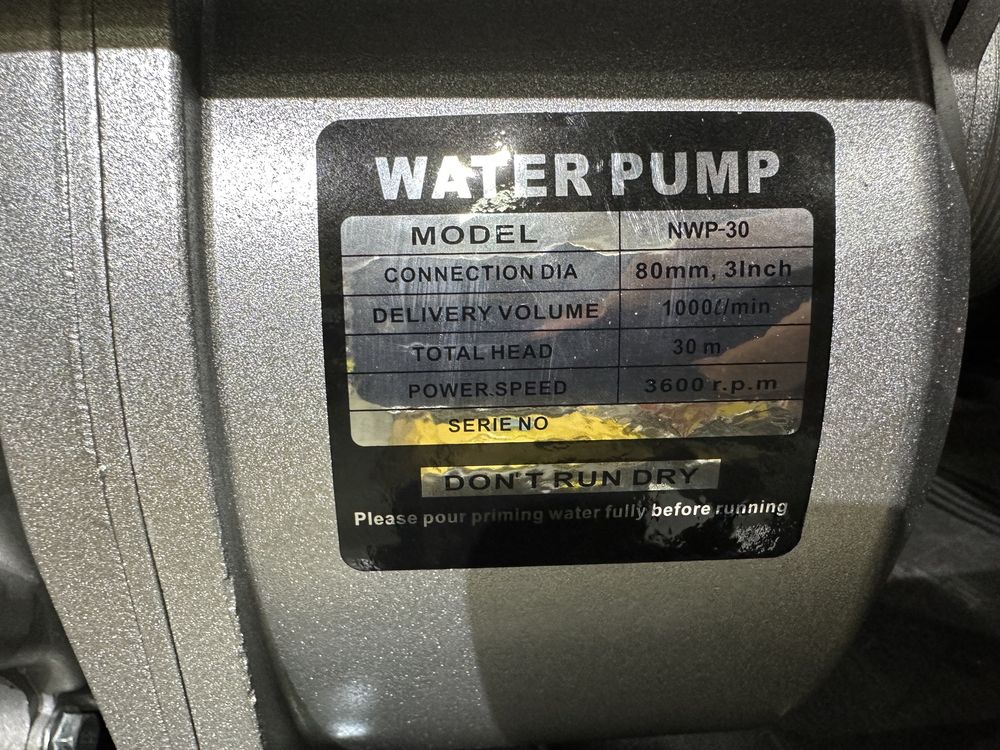 WATER PUMP
MODEL NWP-30
CONNECTION DIA 80mm, 3Inch
DELIVERY VOLUME 1000ℓ/min
TOTAL HEAD 30 m
POWER.SPEED 3600 r.p.m
SERIE NO
DON'T RUN DRY
Please pour priming water fully before running